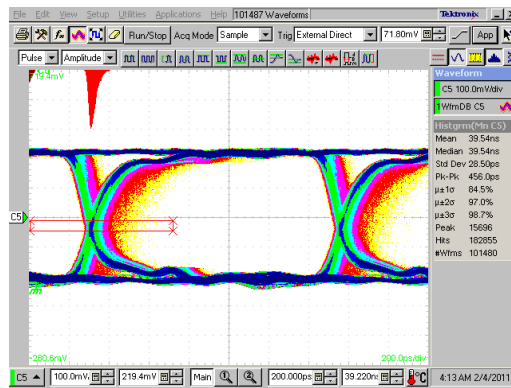 File Edit View Setup Utilities Applications Help 101487 Waveforms Tektronix
Run/Stop Acq Mode Sample Trig External Direct 71.80mV App
Pulse Amplitude
Waveform
C5 100.0mV/div
WfmDB C5
Histgrm(Mn C5)
Mean 39.54ns
Median 39.54ns
Std Dev 28.50ps
Pk-Pk 456.0ps
µ±1σ 84.5%
µ±2σ 97.0%
µ±3σ 98.7%
Peak 15696
Hits 182855
#Wfms 101480
19.4mV
C5
-280.6mV
200.0ps/div
C5 100.0mV 219.4mV Main 200.000ps 39.220n °C 4:13 AM 2/4/2011